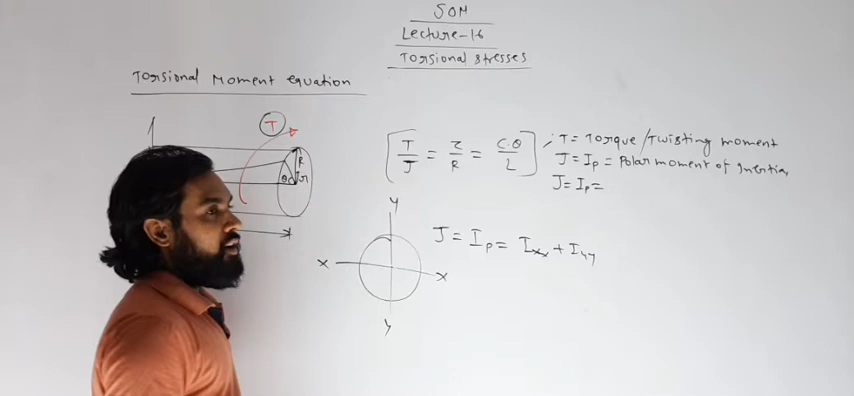 SOM
Lecture-16
Torsional stresses
Torsional Moment equation
T
R
θ
T/J = τ/R = C.θ/L ; T = Torque/Twisting moment
J = Ip = Polar moment of Inertia,
J = Ip =
Y
J = Ip = Ixx + Iyy
X
X
Y